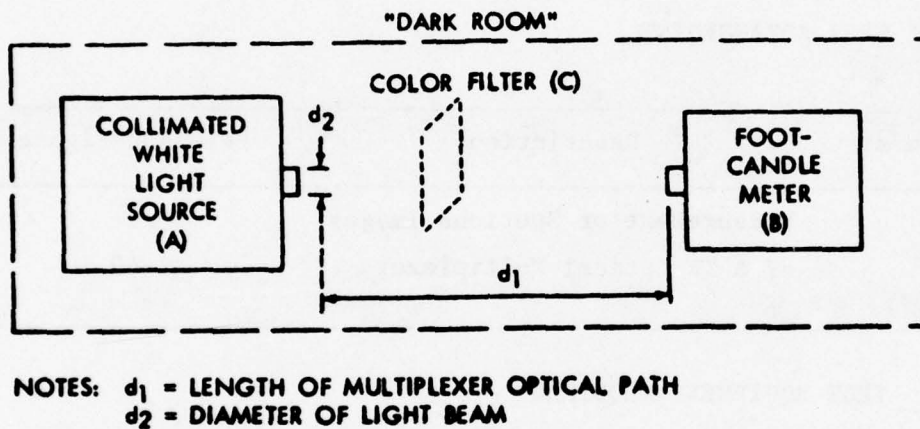 "DARK ROOM"
COLOR FILTER (C)
COLLIMATED
WHITE
LIGHT
SOURCE
(A)
d2
FOOT-
CANDLE
METER
(B)
d1
NOTES: d1 = LENGTH OF MULTIPLEXER OPTICAL PATH
d2 = DIAMETER OF LIGHT BEAM